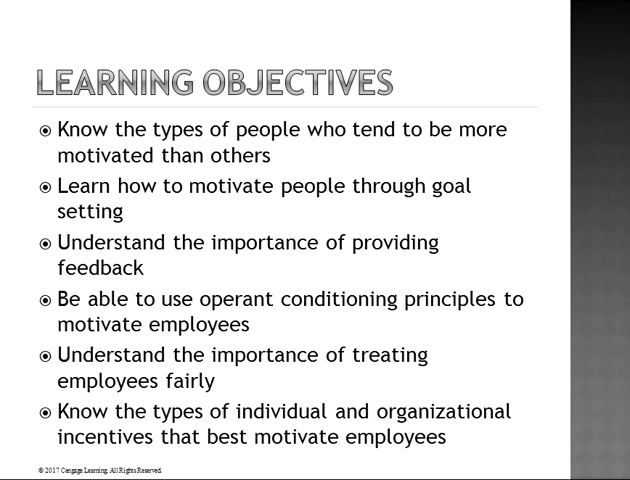 LEARNING OBJECTIVES
Know the types of people who tend to be more
motivated than others
Learn how to motivate people through goal
setting
Understand the importance of providing
feedback
Be able to use operant conditioning principles to
motivate employees
Understand the importance of treating
employees fairly
Know the types of individual and organizational
incentives that best motivate employees
© 2017 Cengage Learning. All Rights Reserved.